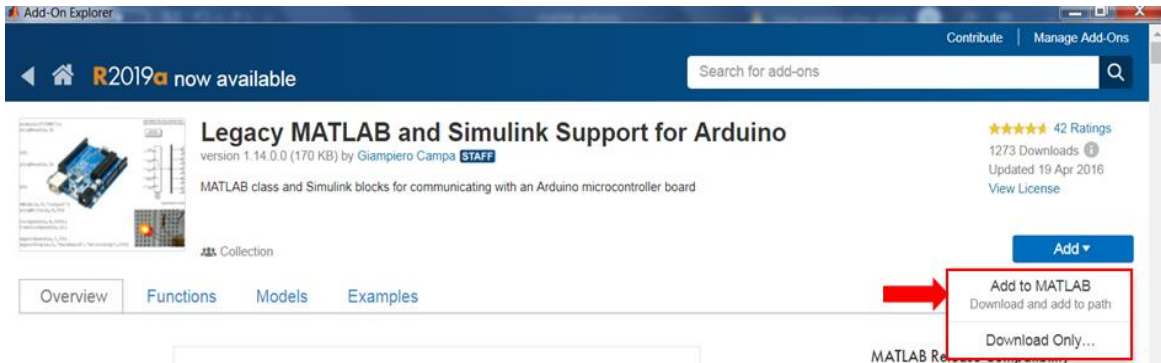 Add-On Explorer
Contribute | Manage Add-Ons
R2019a now available
Search for add-ons
Legacy MATLAB and Simulink Support for Arduino
version 1.14.0.0 (170 KB) by Giampiero Campa STAFF
MATLAB class and Simulink blocks for communicating with an Arduino microcontroller board
42 Ratings
1273 Downloads
Updated 19 Apr 2016
View License
Collection
Add
Add to MATLAB
Download and add to path
Download Only...
Overview Functions Models Examples
MATLAB